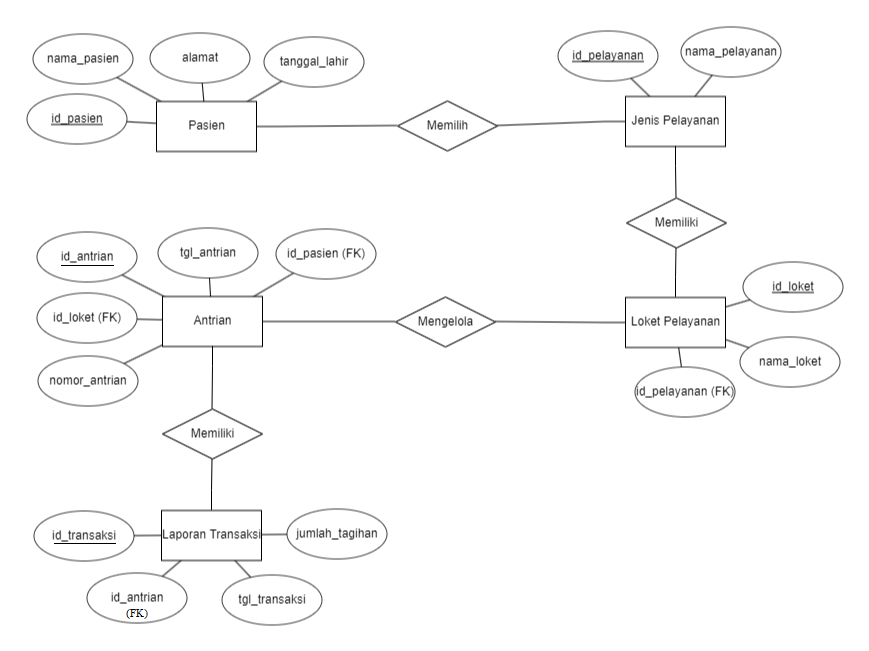 nama_pasien
alamat
tanggal_lahir
id_pasien
Pasien
Memilih
id_pelayanan
nama_pelayanan
Jenis Pelayanan
Memiliki
id_antrian
tgl_antrian
id_pasien (FK)
id_loket (FK)
Antrian
nomor_antrian
Mengelola
Loket Pelayanan
id_loket
nama_loket
id_pelayanan (FK)
Memiliki
id_transaksi
Laporan Transaksi
jumlah_tagihan
id_antrian
(FK)
tgl_transaksi